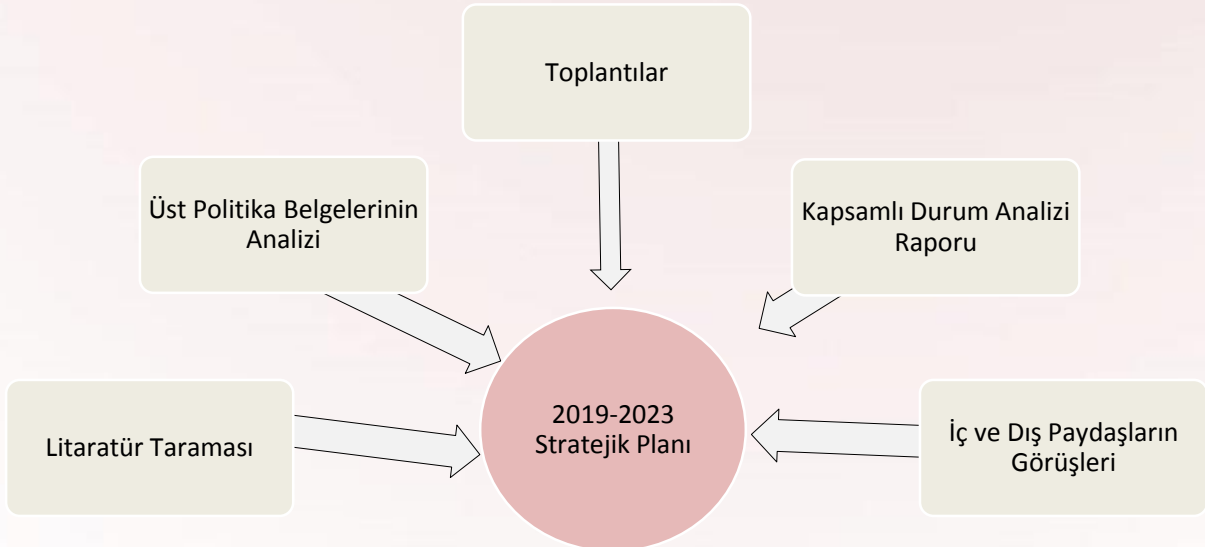 Toplantılar
Üst Politika Belgelerinin
Analizi
Kapsamlı Durum Analizi
Raporu
Litaratür Taraması
2019-2023
Stratejik Planı
İç ve Dış Paydaşların
Görüşleri